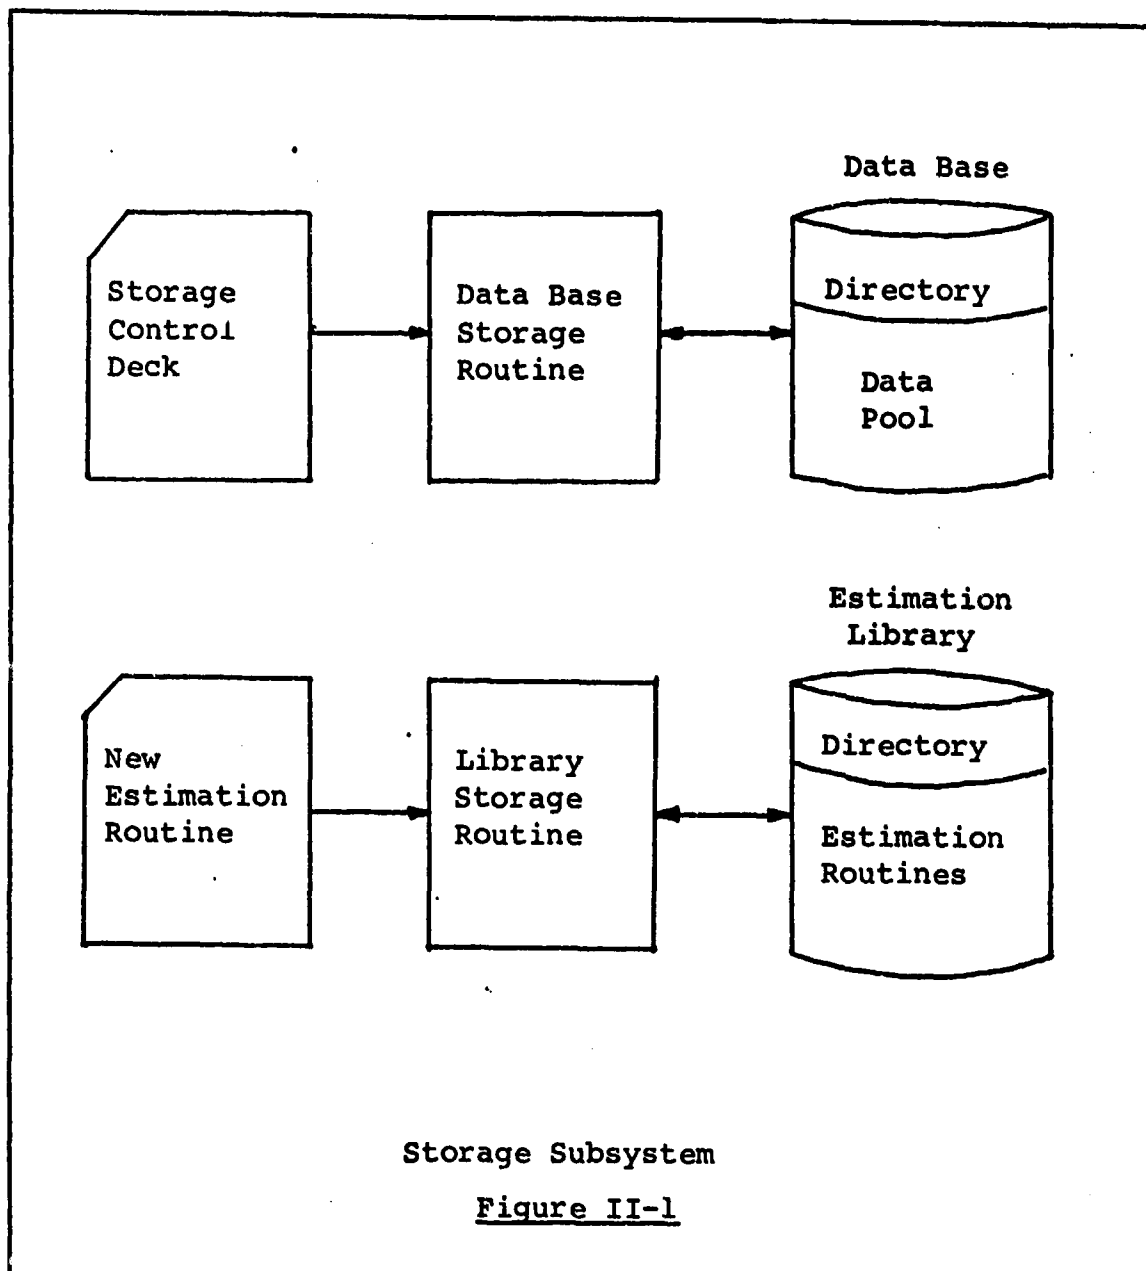 Data Base
Storage
Control
Deck
Data Base
Storage
Routine
Directory
Data
Pool
Estimation
Library
New
Estimation
Routine
Library
Storage
Routine
Directory
Estimation
Routines
Storage Subsystem
Figure II-1